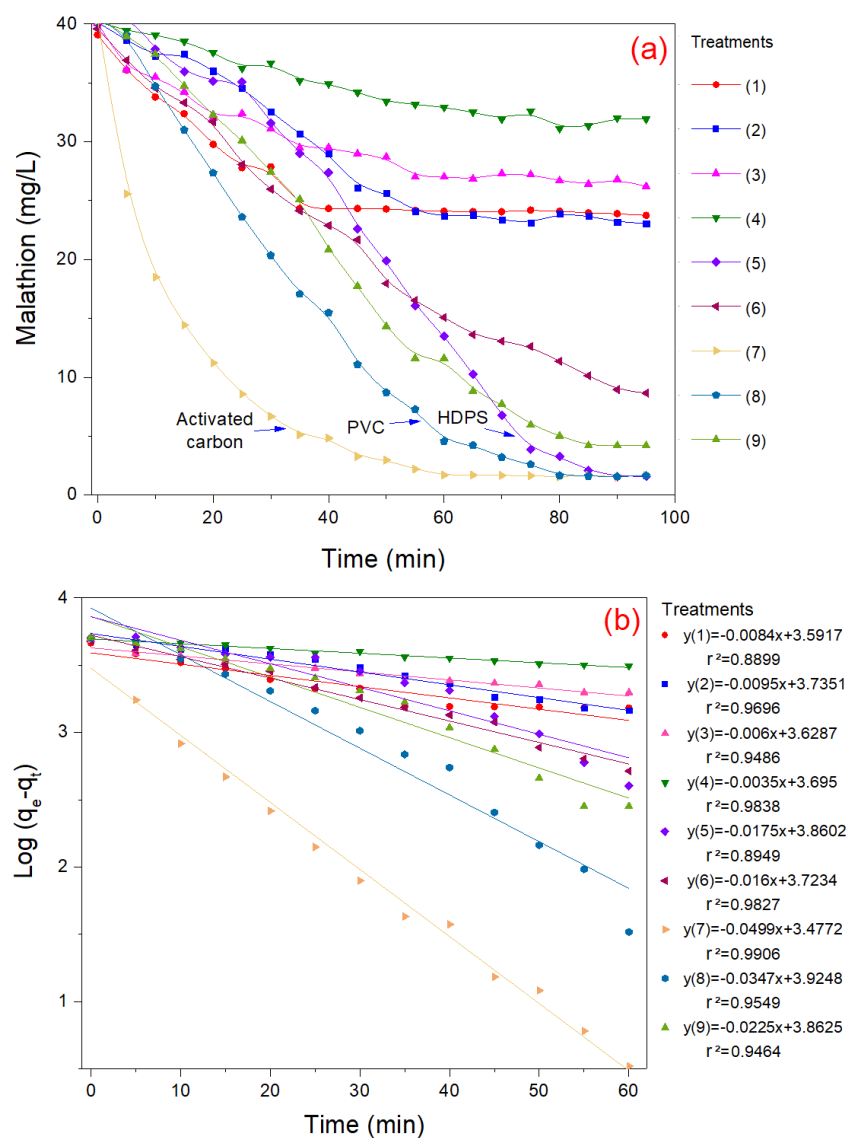 (a)
Malathion (mg/L)
40
30
20
10
0
Activated
carbon
PVC
HDPS
0
20
40
60
80
100
Time (min)
Treatments
(1)
(2)
(3)
(4)
(5)
(6)
(7)
(8)
(9)
(b)
Log (qe-qt)
4
3
2
1
0
10
20
30
40
50
60
Time (min)
Treatments
y(1)=-0.0084x+3.5917
r²=0.8899
y(2)=-0.0095x+3.7351
r²=0.9696
y(3)=-0.006x+3.6287
r²=0.9486
y(4)=-0.0035x+3.695
r²=0.9838
y(5)=-0.0175x+3.8602
r²=0.8949
y(6)=-0.016x+3.7234
r²=0.9827
y(7)=-0.0499x+3.4772
r²=0.9906
y(8)=-0.0347x+3.9248
r²=0.9549
y(9)=-0.0225x+3.8625
r²=0.9464